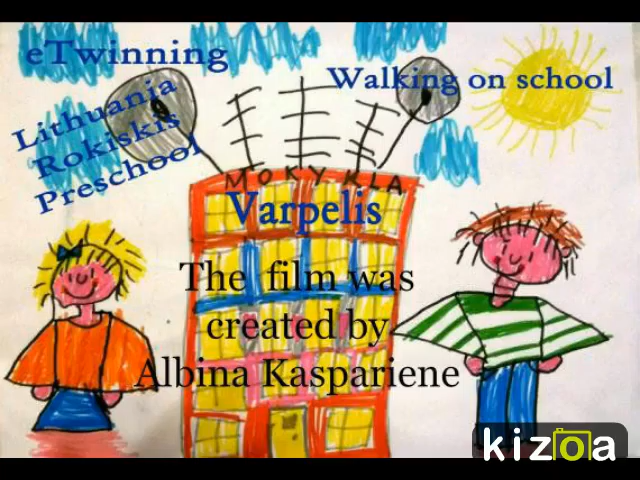 eTwinning
Walking on school
Lithuania
Rokiskis
Preschool
MOKYKLA
Varpelis
The film was
created by
Albina Kaspariene
kizoa